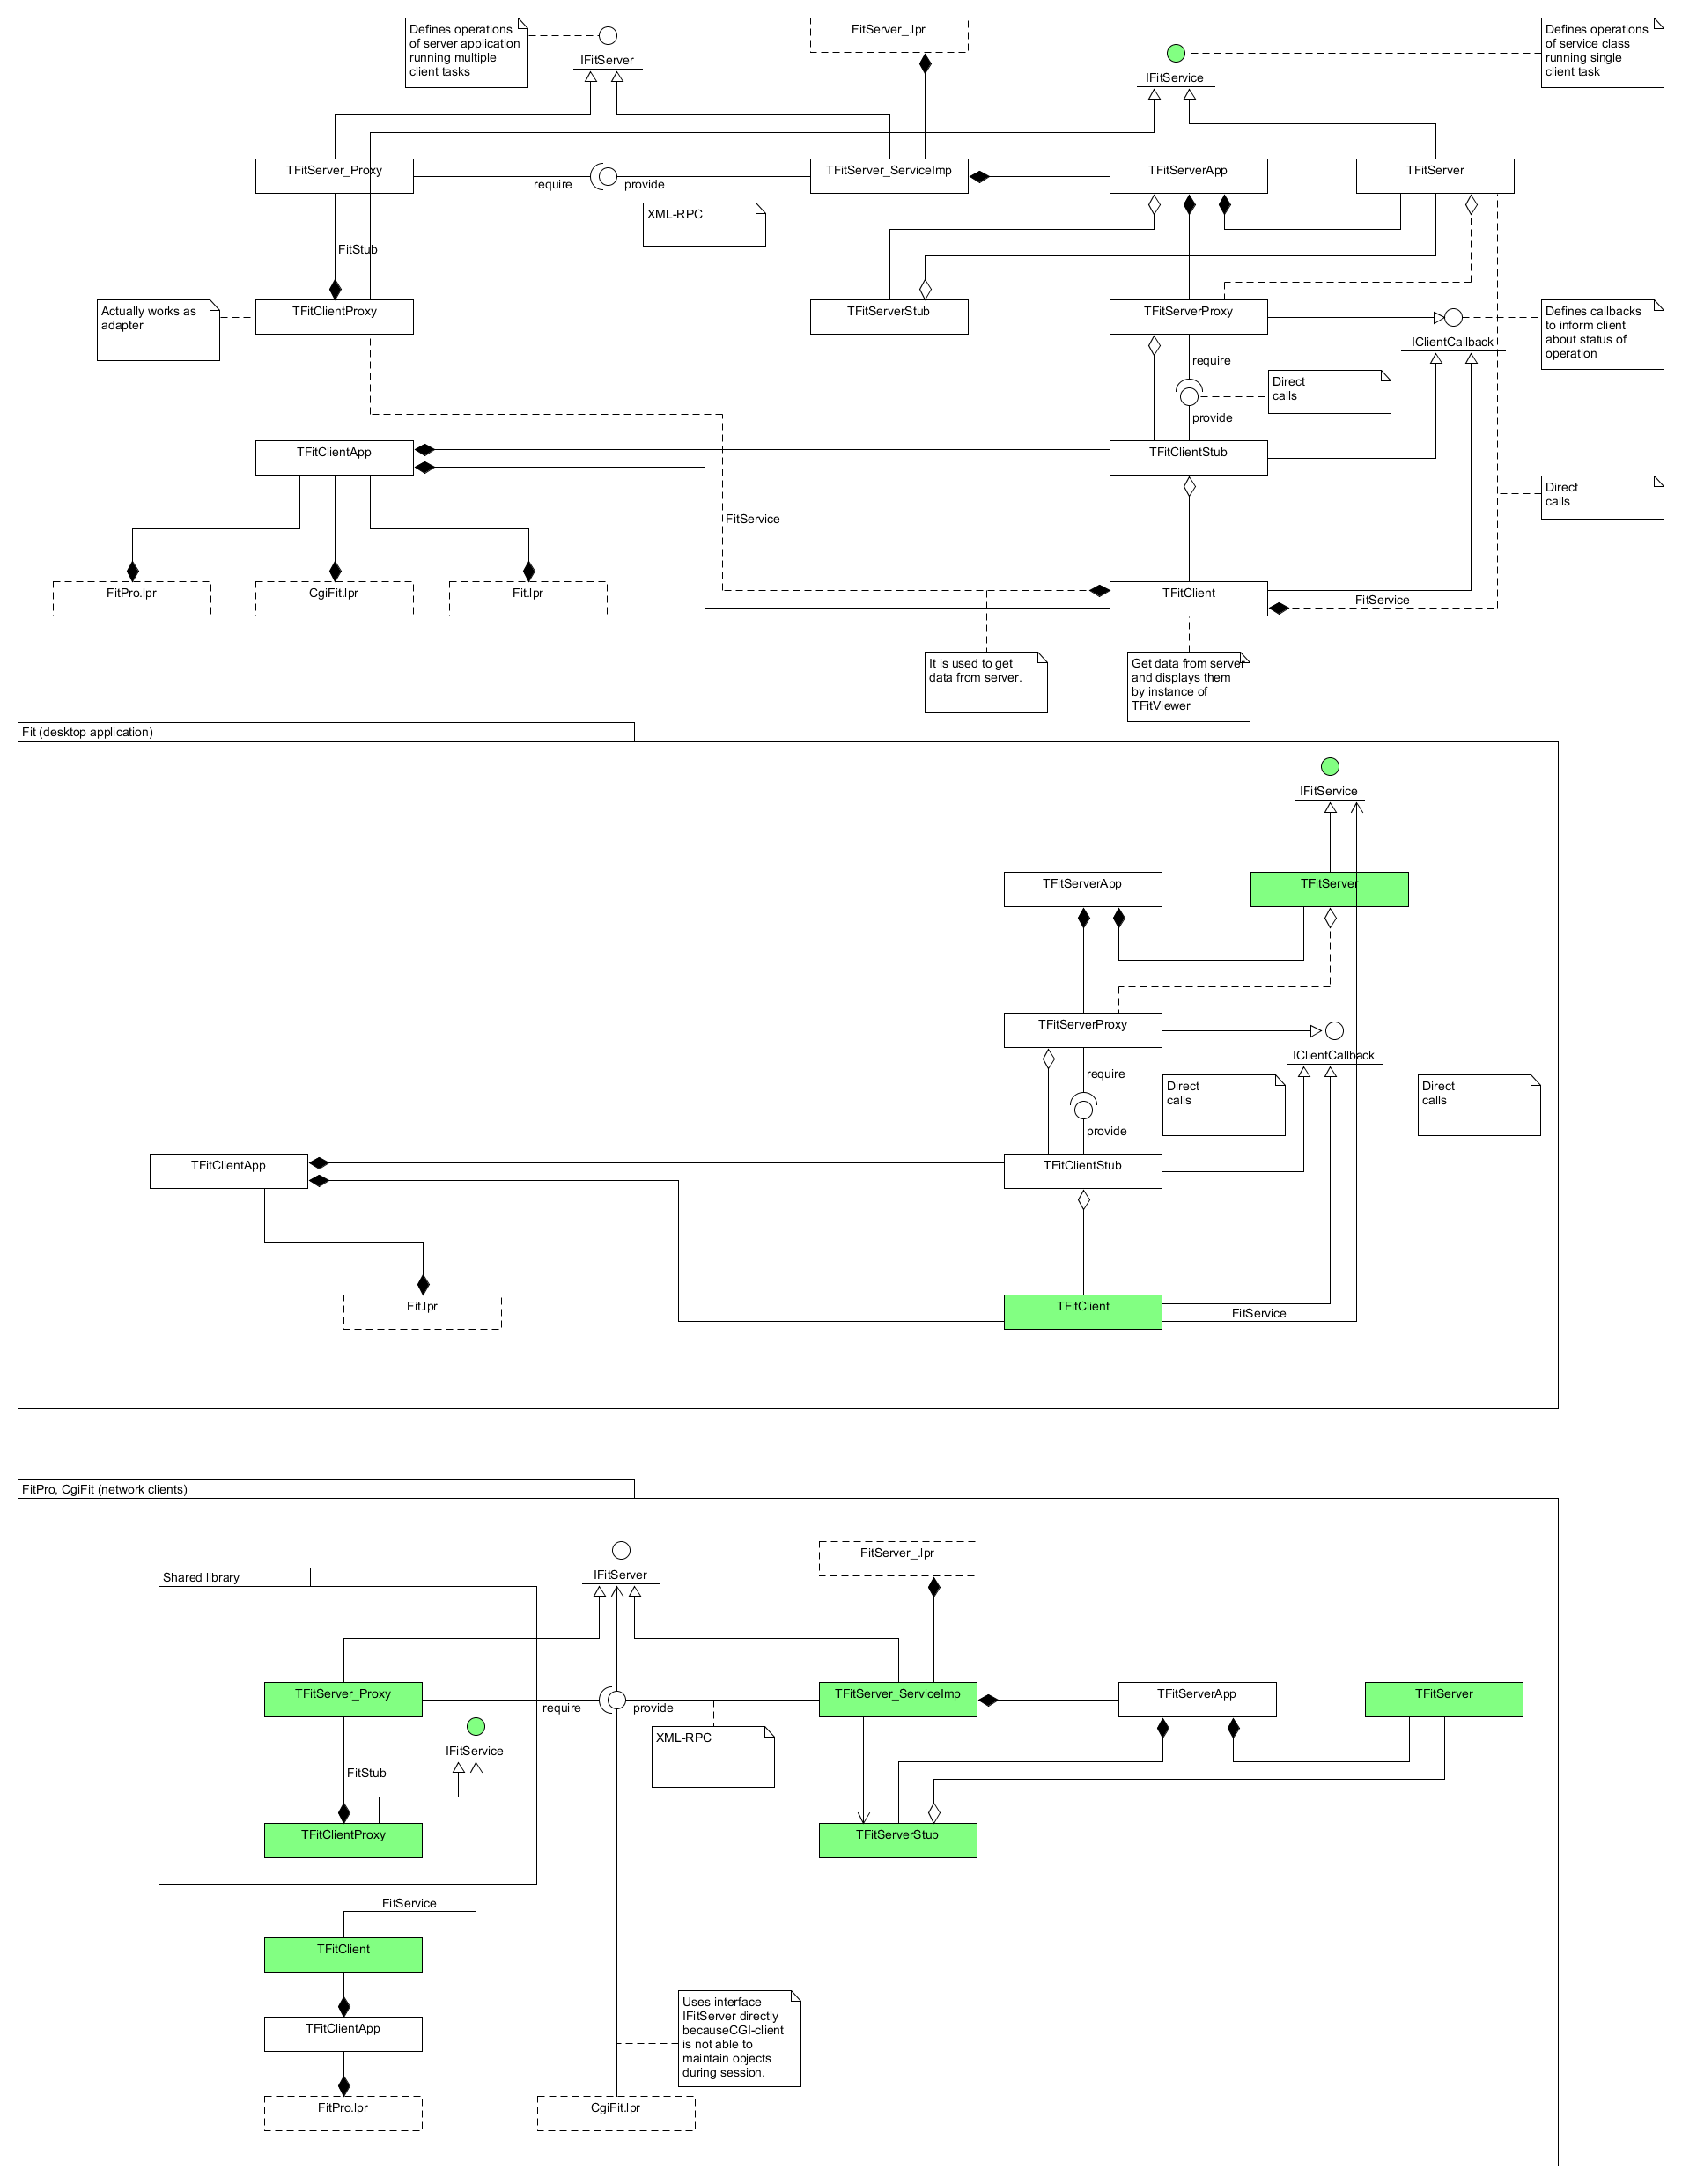 Defines operations
of server application
running multiple
client tasks
IFitServer
FitServer_.lpr
IFitService
Defines operations
of service class
running single
client task
TFitServer_Proxy
require
provide
XML-RPC
TFitServer_ServiceImp
TFitServerApp
TFitServer
FitStub
Actually works as
adapter
TFitClientProxy
TFitServerStub
TFitServerProxy
IClientCallback
Defines callbacks
to inform client
about status of
operation
require
Direct
calls
provide
TFitClientApp
TFitClientStub
Direct
calls
FitService
FitPro.lpr
CgiFit.lpr
Fit.lpr
TFitClient
FitService
It is used to get
data from server.
Get data from server
and displays them
by instance of
TFitViewer
Fit (desktop application)
IFitService
TFitServerApp
TFitServer
TFitServerProxy
IClientCallback
require
Direct
calls
Direct
calls
provide
TFitClientApp
TFitClientStub
Fit.lpr
TFitClient
FitService
FitPro, CgiFit (network clients)
IFitServer
FitServer_.lpr
Shared library
TFitServer_Proxy
require
provide
TFitServer_ServiceImp
TFitServerApp
TFitServer
XML-RPC
IFitService
FitStub
TFitClientProxy
TFitServerStub
FitService
TFitClient
TFitClientApp
Uses interface
IFitServer directly
becauseCGI-client
is not able to
maintain objects
during session.
FitPro.lpr
CgiFit.lpr